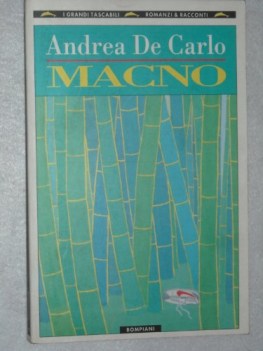 I GRANDI TASCABILI ROMANZI & RACCONTI
Andrea De Carlo
MACNO
BOMPIANI